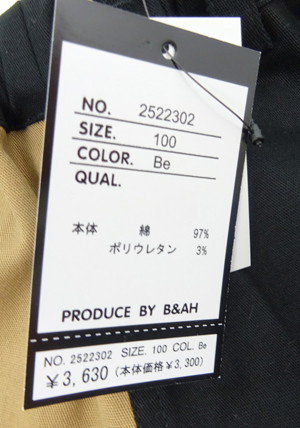 NO. 2522302
SIZE. 100
COLOR. Be
QUAL.
本体 綿 97%
ポリウレタン 3%
PRODUCE BY B&AH
NO. 2522302 SIZE. 100 COL. Be
¥3,630 (本体価格¥3,300)